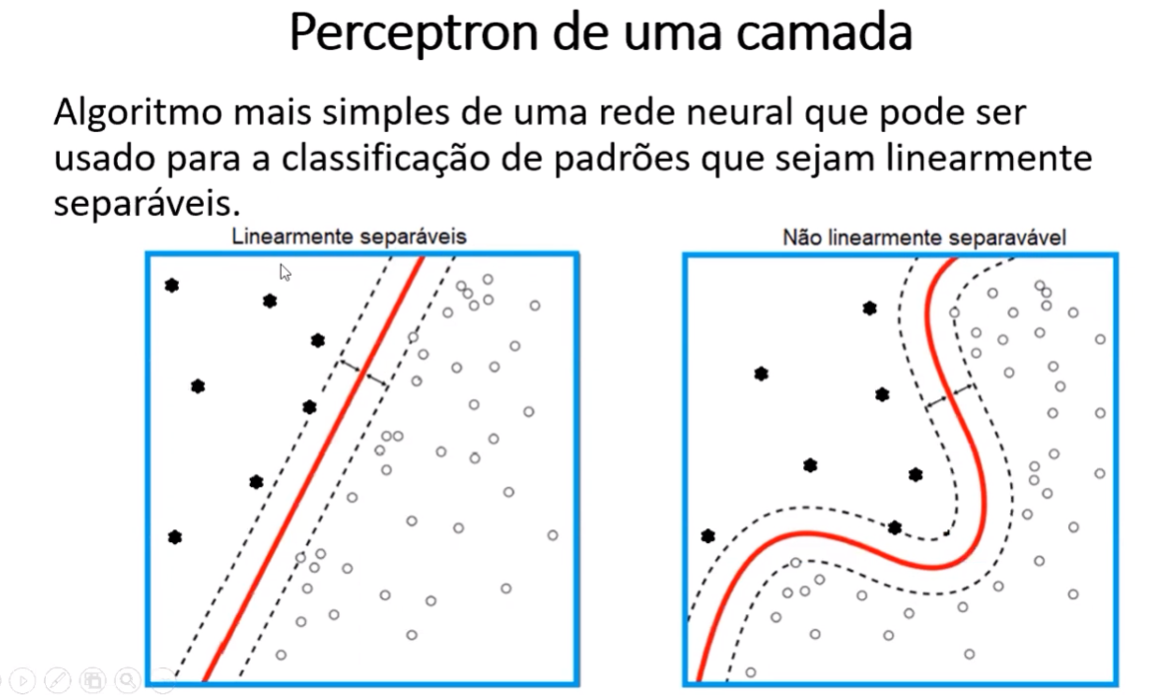 Perceptron de uma camada
Algoritmo mais simples de uma rede neural que pode ser
usado para a classificação de padrões que sejam linearmente
separáveis.
Linearmente separáveis
Não linearmente separavável